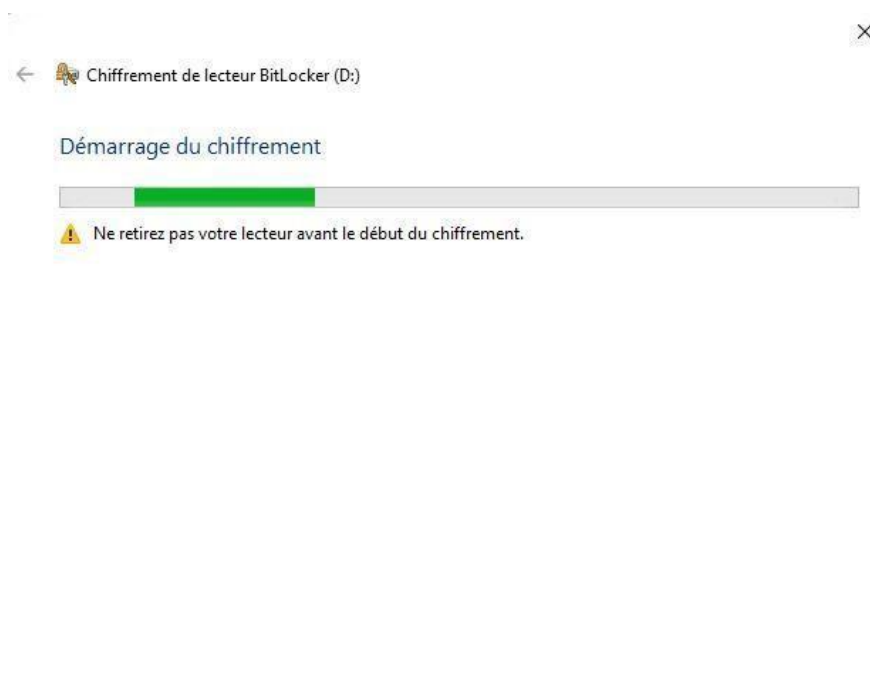 Chiffrement de lecteur BitLocker (D:)
Démarrage du chiffrement
Ne retirez pas votre lecteur avant le début du chiffrement.